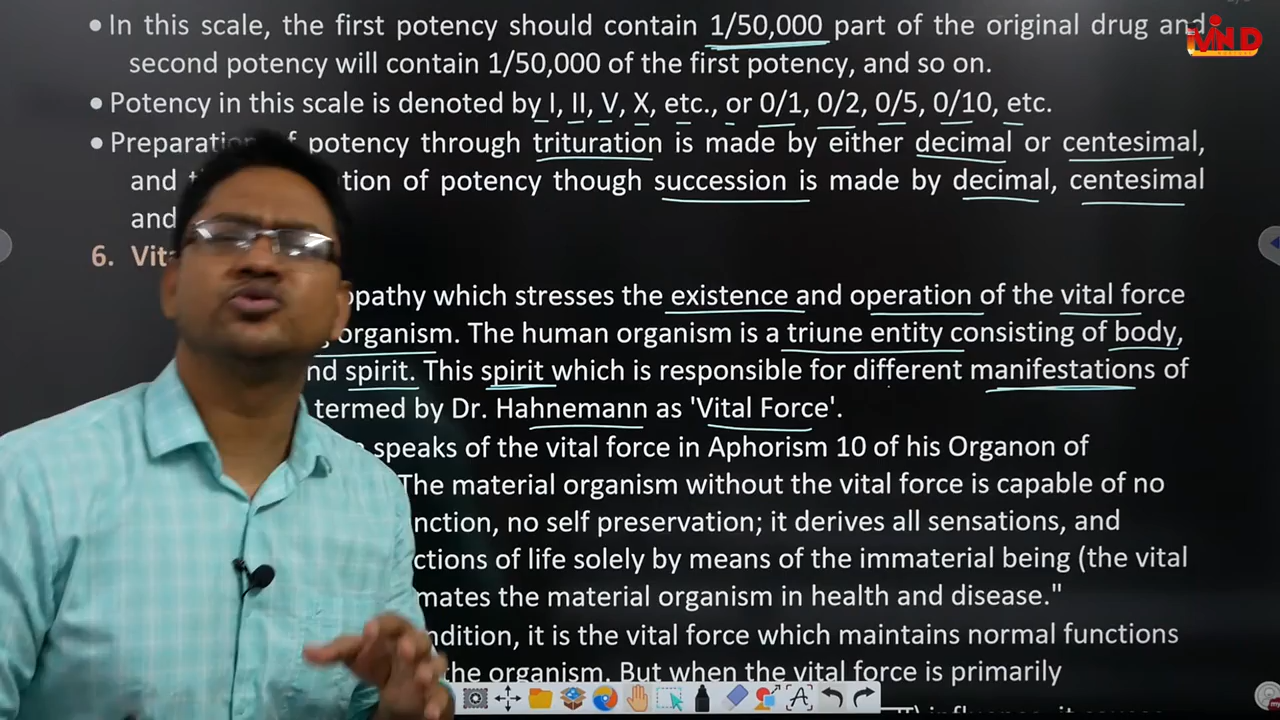 • In this scale, the first potency should contain 1/50,000 part of the original drug and
second potency will contain 1/50,000 of the first potency, and so on.
• Potency in this scale is denoted by I, II, V, X, etc., or 0/1, 0/2, 0/5, 0/10, etc.
• Preparation of potency through trituration is made by either decimal or centesimal,
and tion of potency though succession is made by decimal, centesimal
and
6. Vit
opathy which stresses the existence and operation of the vital force
organism. The human organism is a triune entity consisting of body,
nd spirit. This spirit which is responsible for different manifestations of
termed by Dr. Hahnemann as 'Vital Force'.
speaks of the vital force in Aphorism 10 of his Organon of
The material organism without the vital force is capable of no
nction, no self preservation; it derives all sensations, and
ctions of life solely by means of the immaterial being (the vital
mates the material organism in health and disease."
ndition, it is the vital force which maintains normal functions
the organism. But when the vital force is primarily
influence, it causes